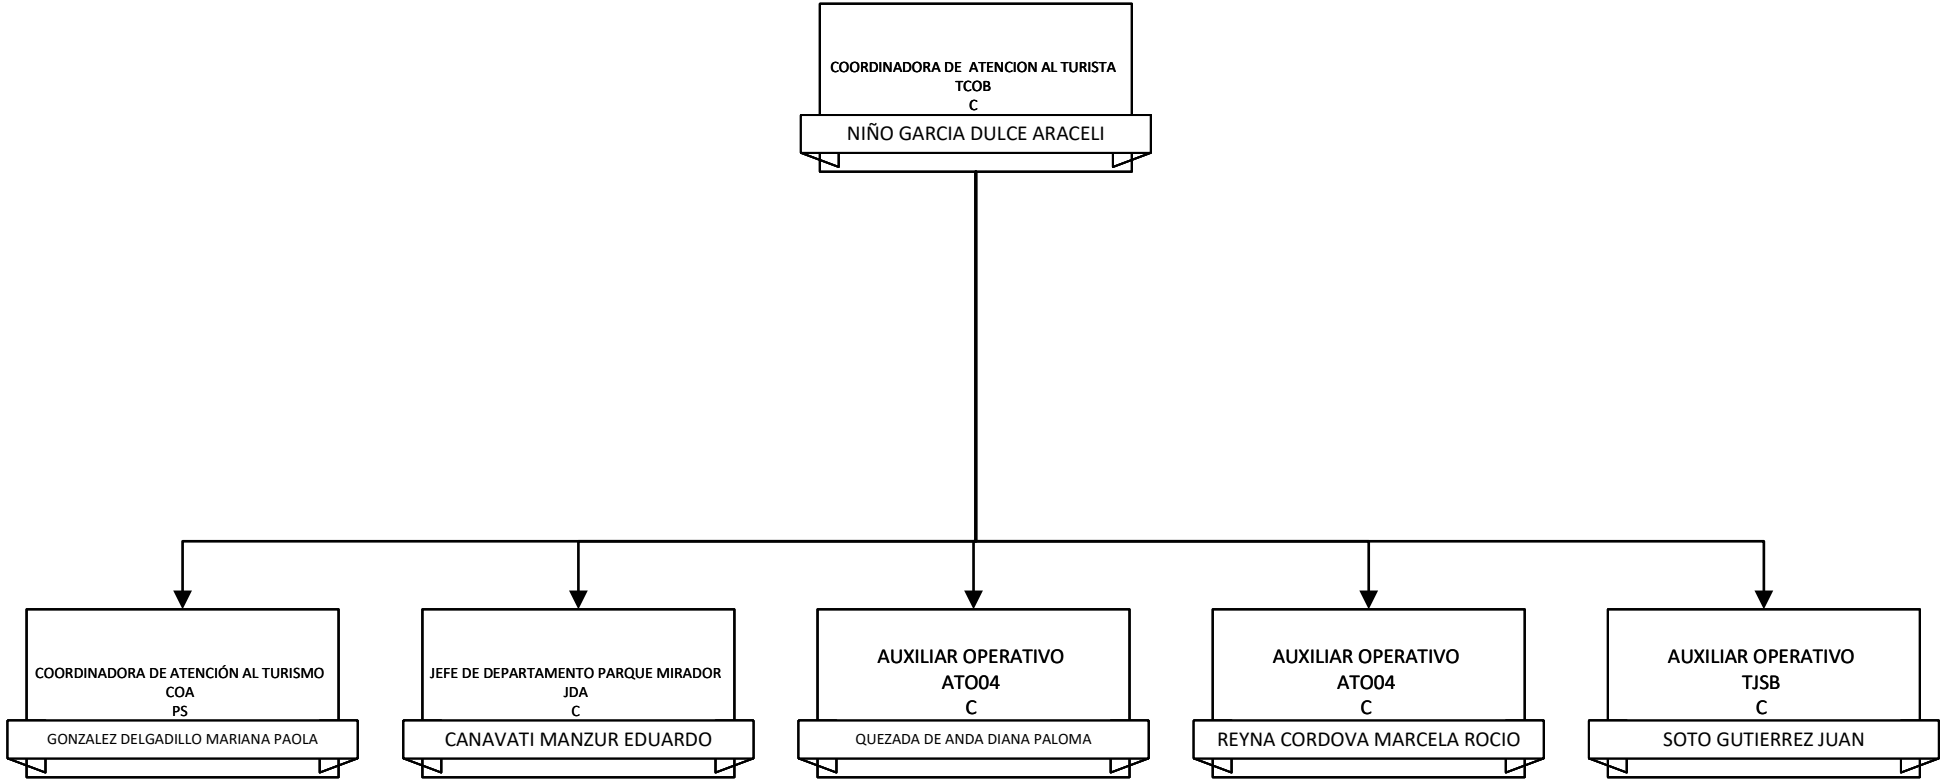 COORDINADORA DE ATENCION AL TURISTA
TCOB
C
NIÑO GARCIA DULCE ARACELI
COORDINADORA DE ATENCIÓN AL TURISMO
COA
PS
GONZALEZ DELGADILLO MARIANA PAOLA
JEFE DE DEPARTAMENTO PARQUE MIRADOR
JDA
C
CANAVATI MANZUR EDUARDO
AUXILIAR OPERATIVO
ATO04
C
QUEZADA DE ANDA DIANA PALOMA
AUXILIAR OPERATIVO
ATO04
C
REYNA CORDOVA MARCELA ROCIO
AUXILIAR OPERATIVO
TJSB
C
SOTO GUTIERREZ JUAN